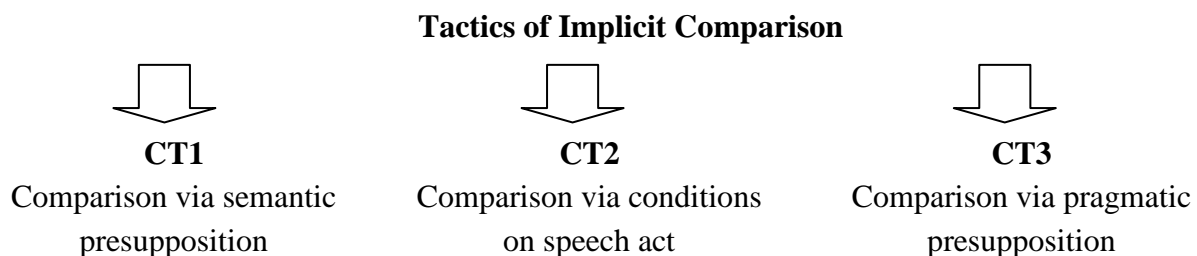 Tactics of Implicit Comparison
CT1
Comparison via semantic
presupposition
CT2
Comparison via conditions
on speech act
CT3
Comparison via pragmatic
presupposition